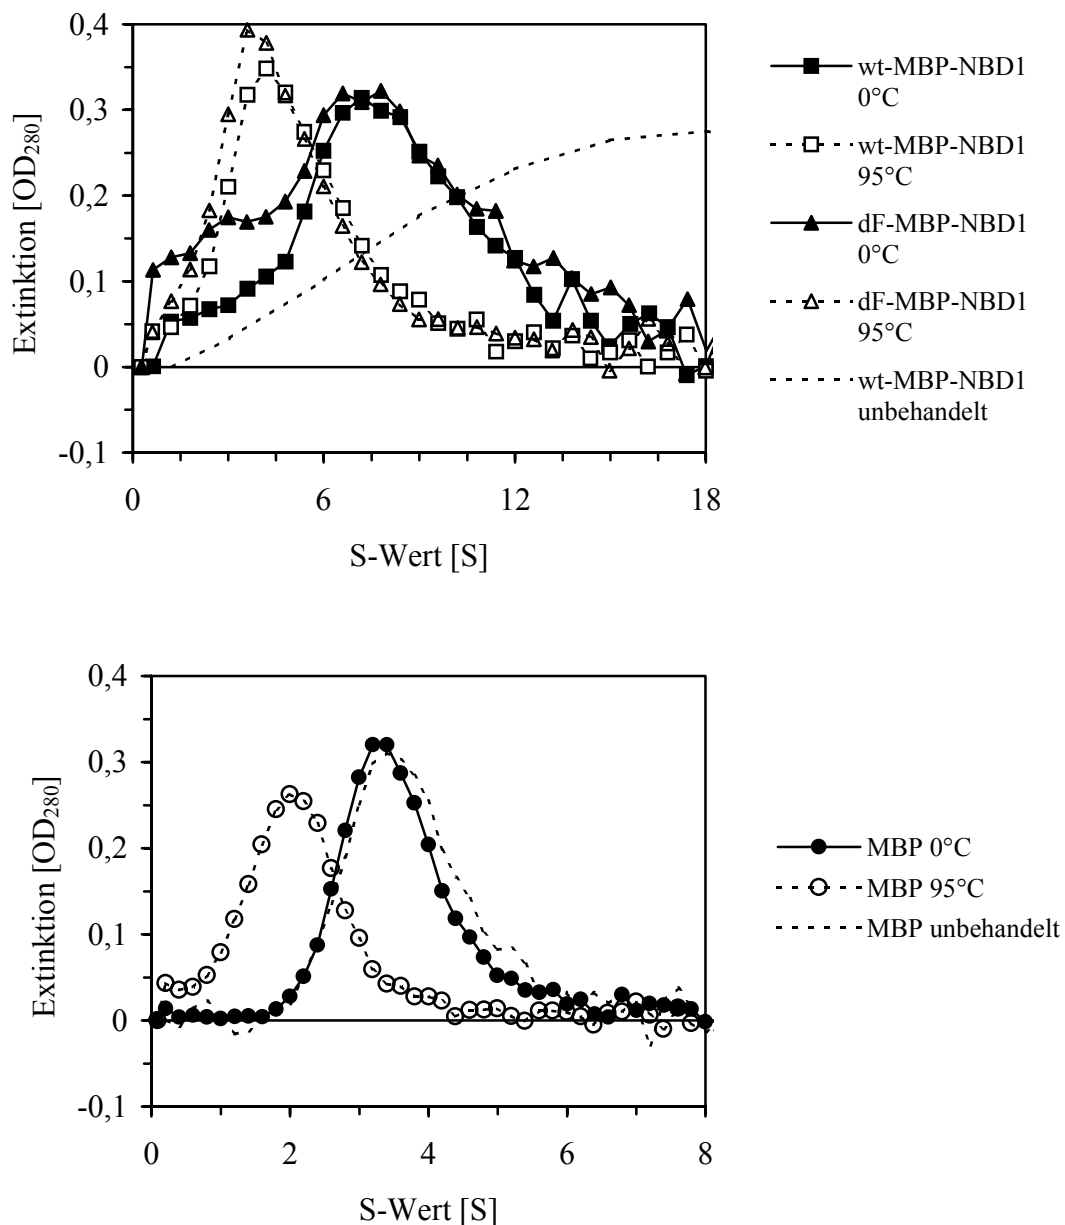 0,4
0,3
0,2
0,1
0
-0,1
Extinktion [OD280]
0
6
12
18
S-Wert [S]
wt-MBP-NBD1
0°C
wt-MBP-NBD1
95°C
dF-MBP-NBD1
0°C
dF-MBP-NBD1
95°C
wt-MBP-NBD1
unbehandelt
0,4
0,3
0,2
0,1
0
-0,1
Extinktion [OD280]
0
2
4
6
8
S-Wert [S]
MBP 0°C
MBP 95°C
MBP unbehandelt